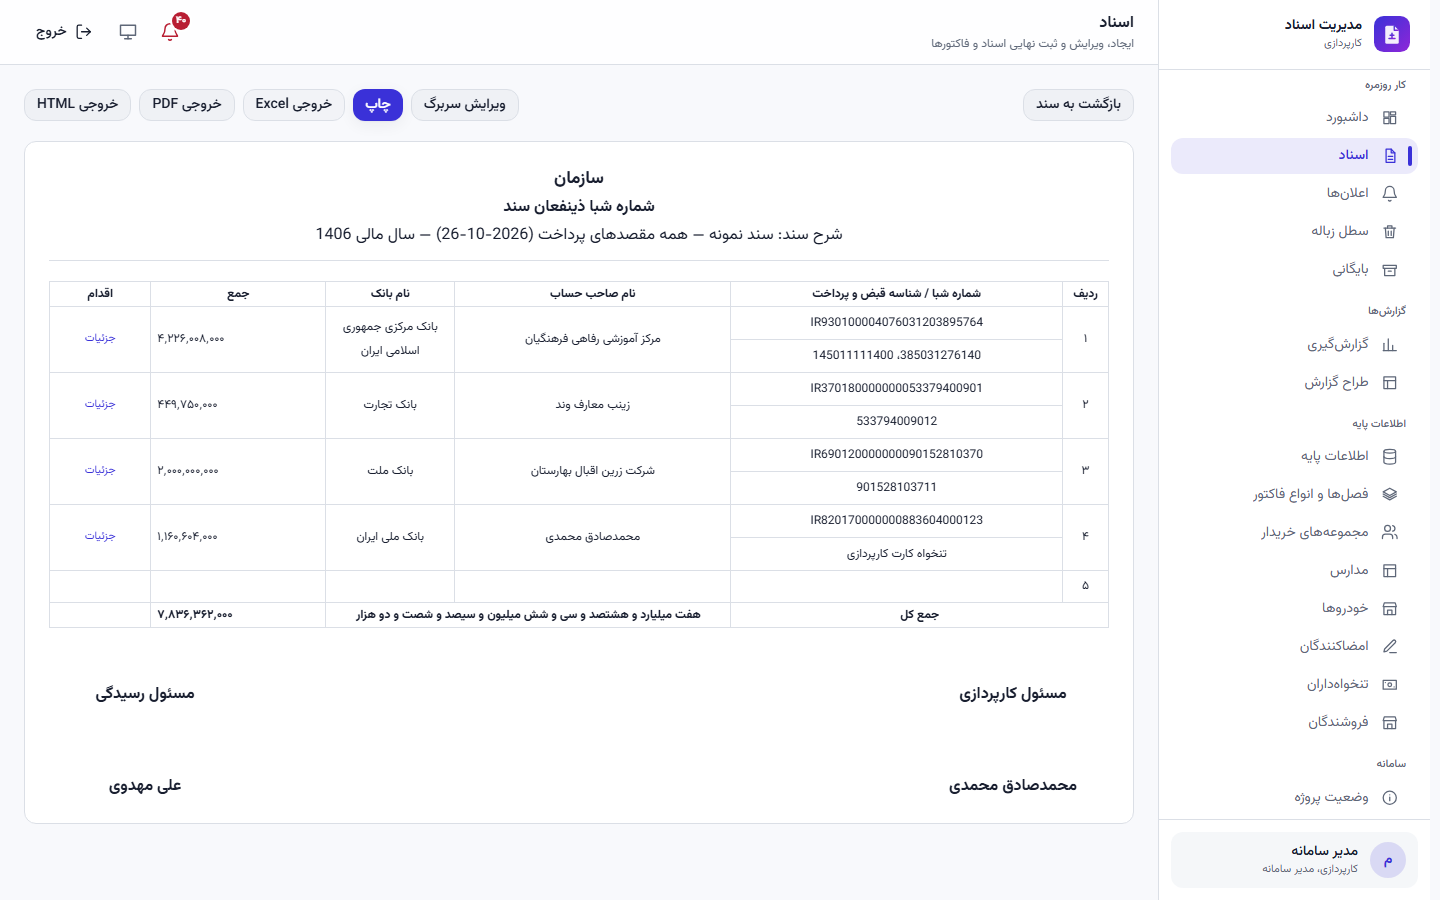 مدیریت اسناد
کارپردازی
کار روزمره
داشبورد
اسناد
اعلان‌ها
سطل زباله
بایگانی
گزارش‌ها
گزارش‌گیری
طراح گزارش
اطلاعات پایه
اطلاعات پایه
فصل‌ها و انواع فاکتور
مجموعه‌های خریدار
مدارس
خودروها
امضاکنندگان
تنخواه‌داران
فروشندگان
سامانه
وضعیت پروژه
م
مدیر سامانه
کارپردازی، مدیر سامانه
اسناد
ایجاد، ویرایش و ثبت نهایی اسناد و فاکتورها
۴۰
خروج
بازگشت به سند
ویرایش سربرگ
چاپ
خروجی Excel
خروجی PDF
خروجی HTML
سازمان
شماره شبا ذینفعان سند
شرح سند: سند نمونه – همه مقصدهای پرداخت (2026-10-26) – سال مالی 1406
ردیف شماره شبا / شناسه قبض و پرداخت نام صاحب حساب نام بانک جمع اقدام
۱ IR930100004076031203895764 مرکز آموزشی رفاهی فرهنگیان بانک مرکزی جمهوری اسلامی ایران ۴,۲۲۶,۰۰۸,۰۰۰ جزئیات
385031276140، 145011111400
۲ IR370180000000053379400901 زینب معارف وند بانک تجارت ۴۴۹,۷۵۰,۰۰۰ جزئیات
533794009012
۳ IR690120000000090152810370 شرکت زرین اقبال بهارستان بانک ملت ۲,۰۰۰,۰۰۰,۰۰۰ جزئیات
901528103711
۴ IR820170000000883604000123 محمدصادق محمدی بانک ملی ایران ۱,۱۶۰,۶۰۴,۰۰۰ جزئیات
تنخواه کارت کارپردازی
۵
جمع کل هفت میلیارد و هشتصد و سی و شش میلیون و سیصد و شصت و دو هزار ۷,۸۳۶,۳۶۲,۰۰۰
مسئول کارپردازی مسئول رسیدگی
محمدصادق محمدی علی مهدوی